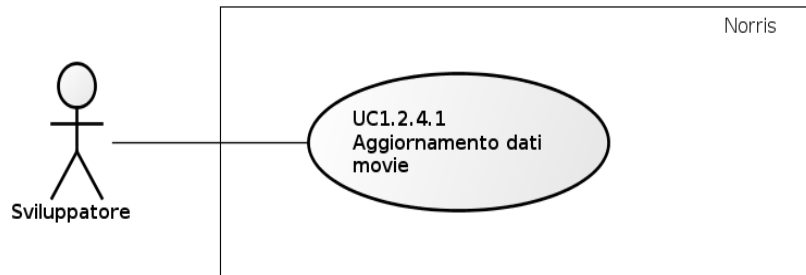 Norris
UC1.2.4.1
Aggiornamento dati
movie
Sviluppatore